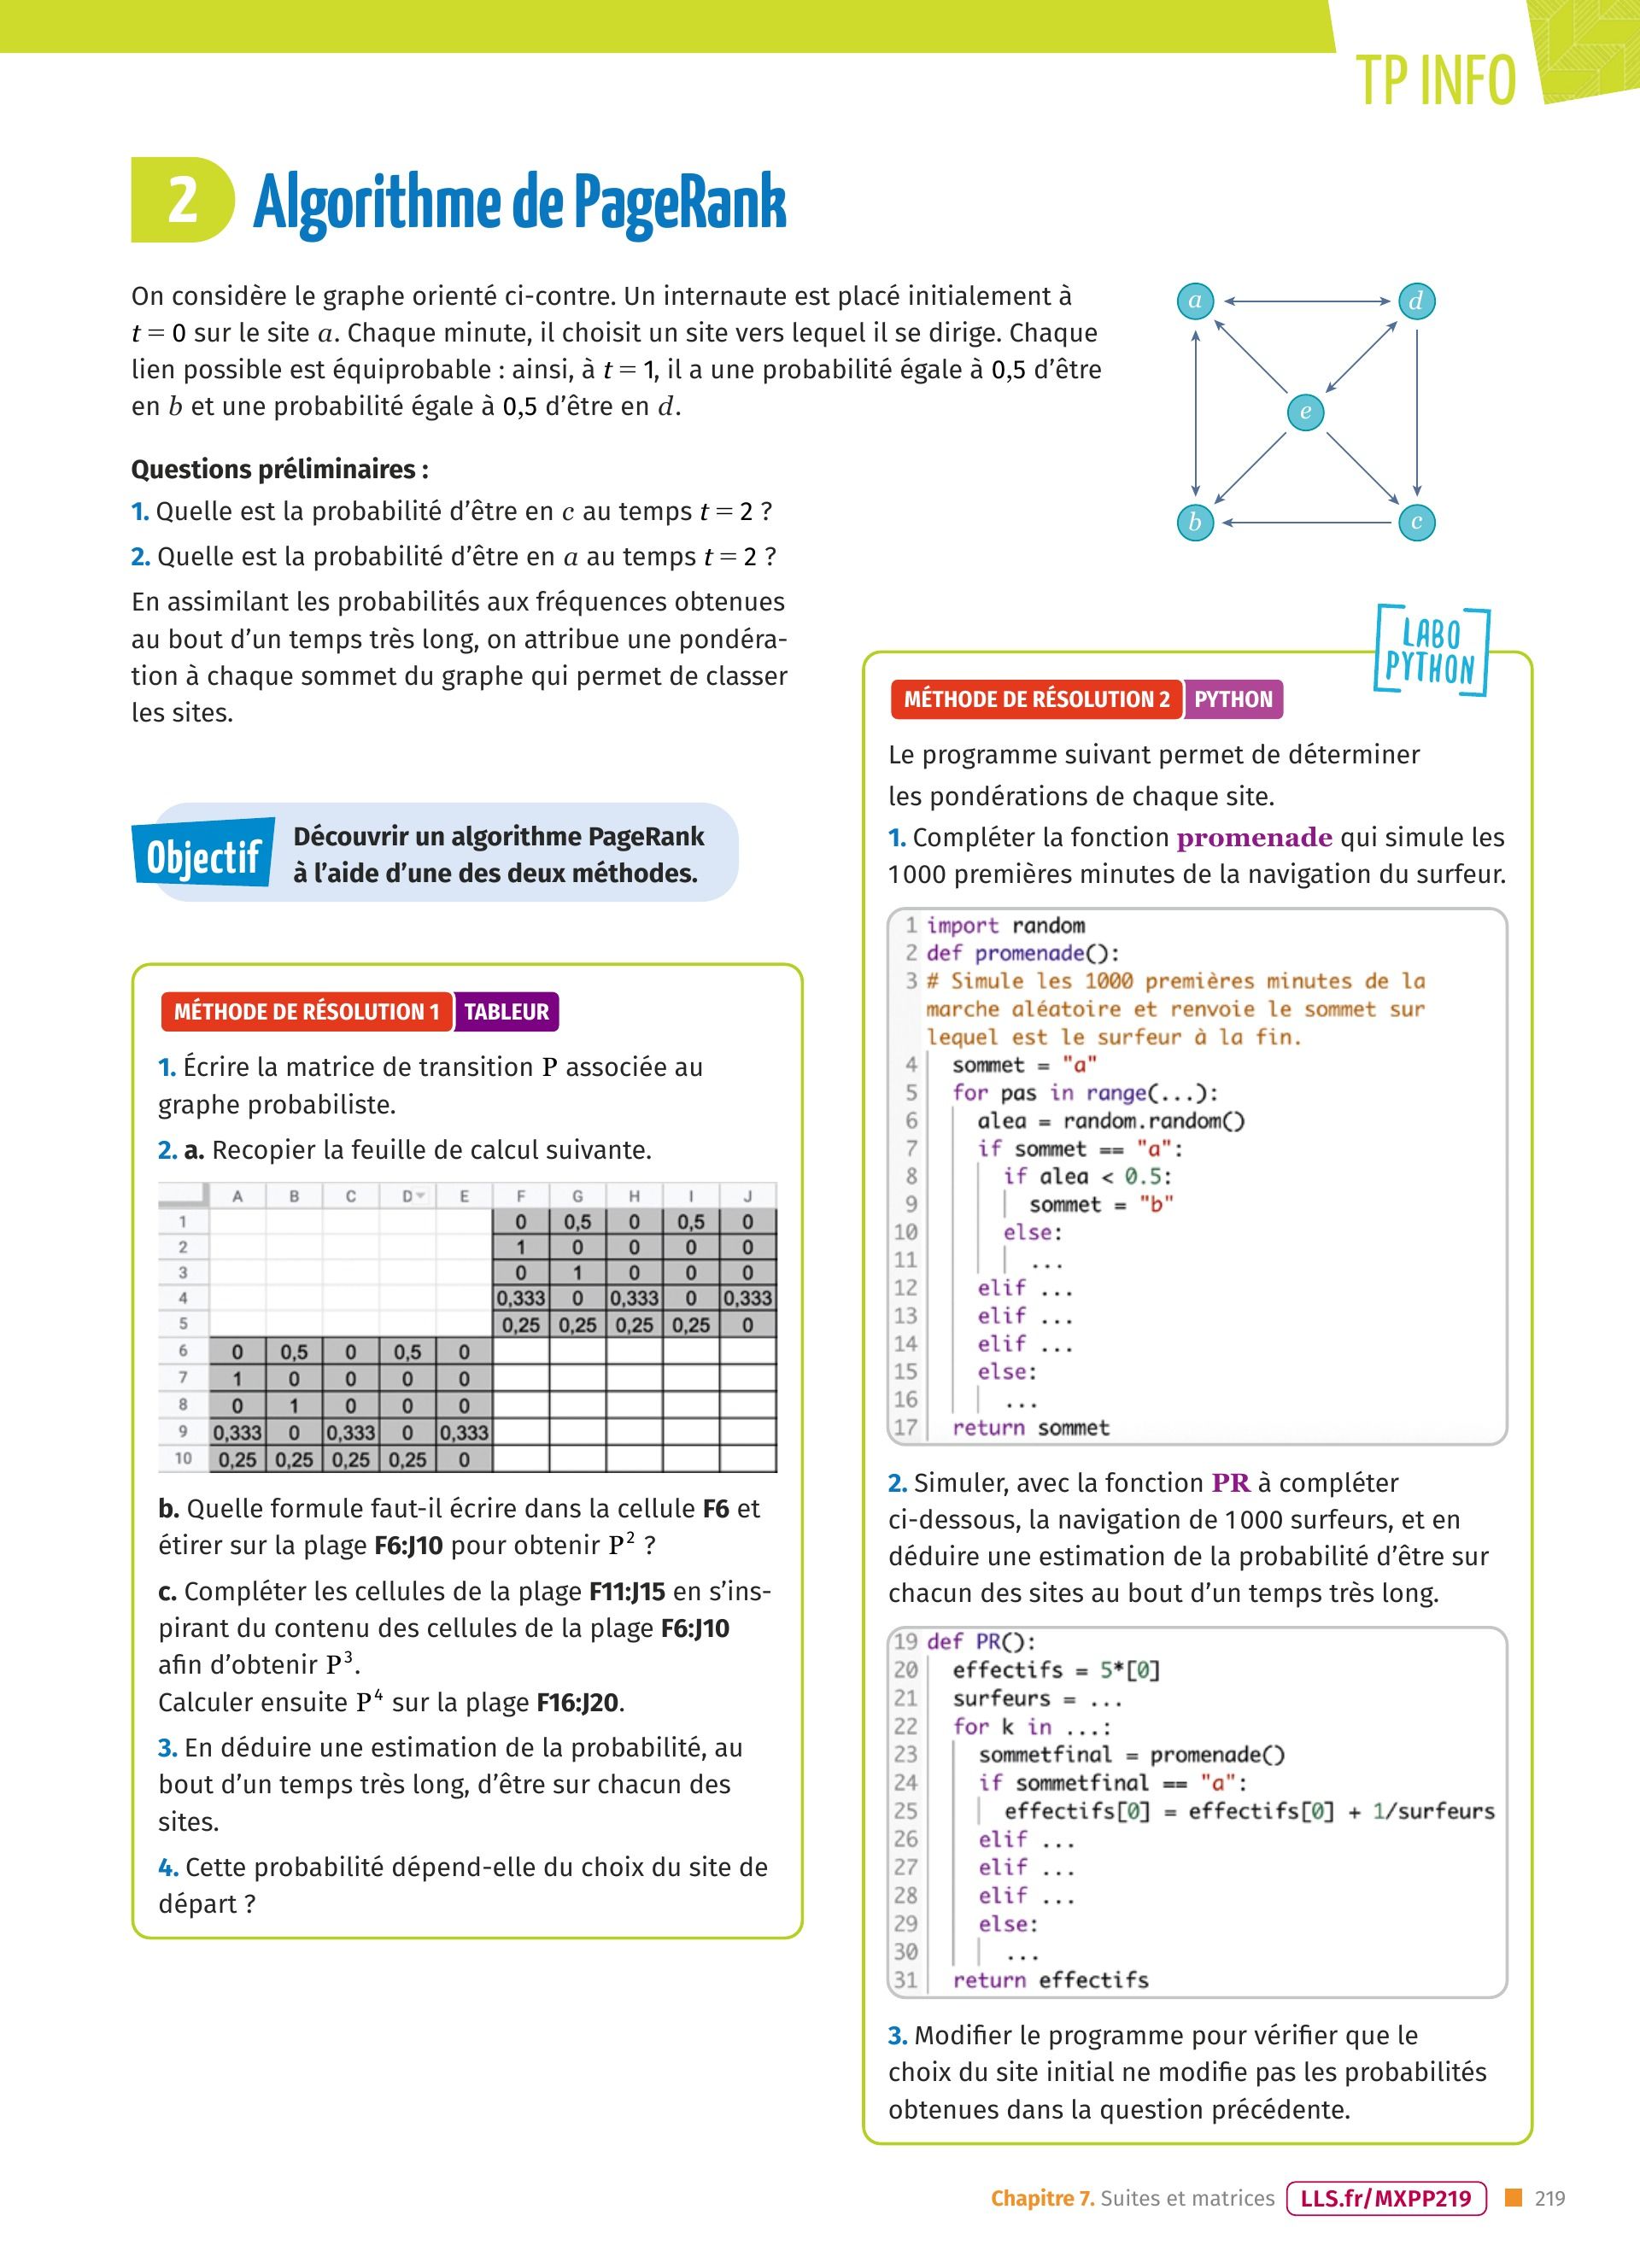 TP INFO
2 Algorithme de PageRank
On considère le graphe orienté ci-contre. Un internaute est placé initialement à
t = 0 sur le site a. Chaque minute, il choisit un site vers lequel il se dirige. Chaque
lien possible est équiprobable : ainsi, à t = 1, il a une probabilité égale à 0,5 d’être
en b et une probabilité égale à 0,5 d’être en d.
a
d
e
b
c
Questions préliminaires :
1. Quelle est la probabilité d’être en c au temps t = 2 ?
2. Quelle est la probabilité d’être en a au temps t = 2 ?
En assimilant les probabilités aux fréquences obtenues
au bout d’un temps très long, on attribue une pondéra-
tion à chaque sommet du graphe qui permet de classer
les sites.
Objectif
Découvrir un algorithme PageRank
à l’aide d’une des deux méthodes.
MÉTHODE DE RÉSOLUTION 1 TABLEUR
1. Écrire la matrice de transition P associée au
graphe probabiliste.
2. a. Recopier la feuille de calcul suivante.
A B C D E F G H I J
1 0 0,5 0 0,5 0
2 1 0 0 0 0
3 0 1 0 0 0
4 0,333 0 0,333 0 0,333
5 0,25 0,25 0,25 0,25 0
6 0 0,5 0 0,5 0
7 1 0 0 0 0
8 0 1 0 0 0
9 0,333 0 0,333 0 0,333
10 0,25 0,25 0,25 0,25 0
b. Quelle formule faut-il écrire dans la cellule F6 et
étirer sur la plage F6:J10 pour obtenir P² ?
c. Compléter les cellules de la plage F11:J15 en s’ins-
pirant du contenu des cellules de la plage F6:J10
afin d’obtenir P³.
Calculer ensuite P⁴ sur la plage F16:J20.
3. En déduire une estimation de la probabilité, au
bout d’un temps très long, d’être sur chacun des
sites.
4. Cette probabilité dépend-elle du choix du site de
départ ?
LABO
PYTHON
MÉTHODE DE RÉSOLUTION 2 PYTHON
Le programme suivant permet de déterminer
les pondérations de chaque site.
1. Compléter la fonction promenade qui simule les
1000 premières minutes de la navigation du surfeur.
1 import random
2 def promenade():
3 # Simule les 1000 premières minutes de la
marche aléatoire et renvoie le sommet sur
lequel est le surfeur à la fin.
4 sommet = "a"
5 for pas in range(...):
6 alea = random.random()
7 if sommet == "a":
8 if alea < 0.5:
9 sommet = "b"
10 else:
11 ...
12 elif ...
13 elif ...
14 elif ...
15 else:
16 ...
17 return sommet
2. Simuler, avec la fonction PR à compléter
ci-dessous, la navigation de 1000 surfeurs, et en
déduire une estimation de la probabilité d’être sur
chacun des sites au bout d’un temps très long.
19 def PR():
20 effectifs = 5*[0]
21 surfeurs = ...
22 for k in ...:
23 sommetfinal = promenade()
24 if sommetfinal == "a":
25 effectifs[0] = effectifs[0] + 1/surfeurs
26 elif ...
27 elif ...
28 elif ...
29 else:
30 ...
31 return effectifs
3. Modifier le programme pour vérifier que le
choix du site initial ne modifie pas les probabilités
obtenues dans la question précédente.
Chapitre 7. Suites et matrices LLS.fr/MXPP219 219